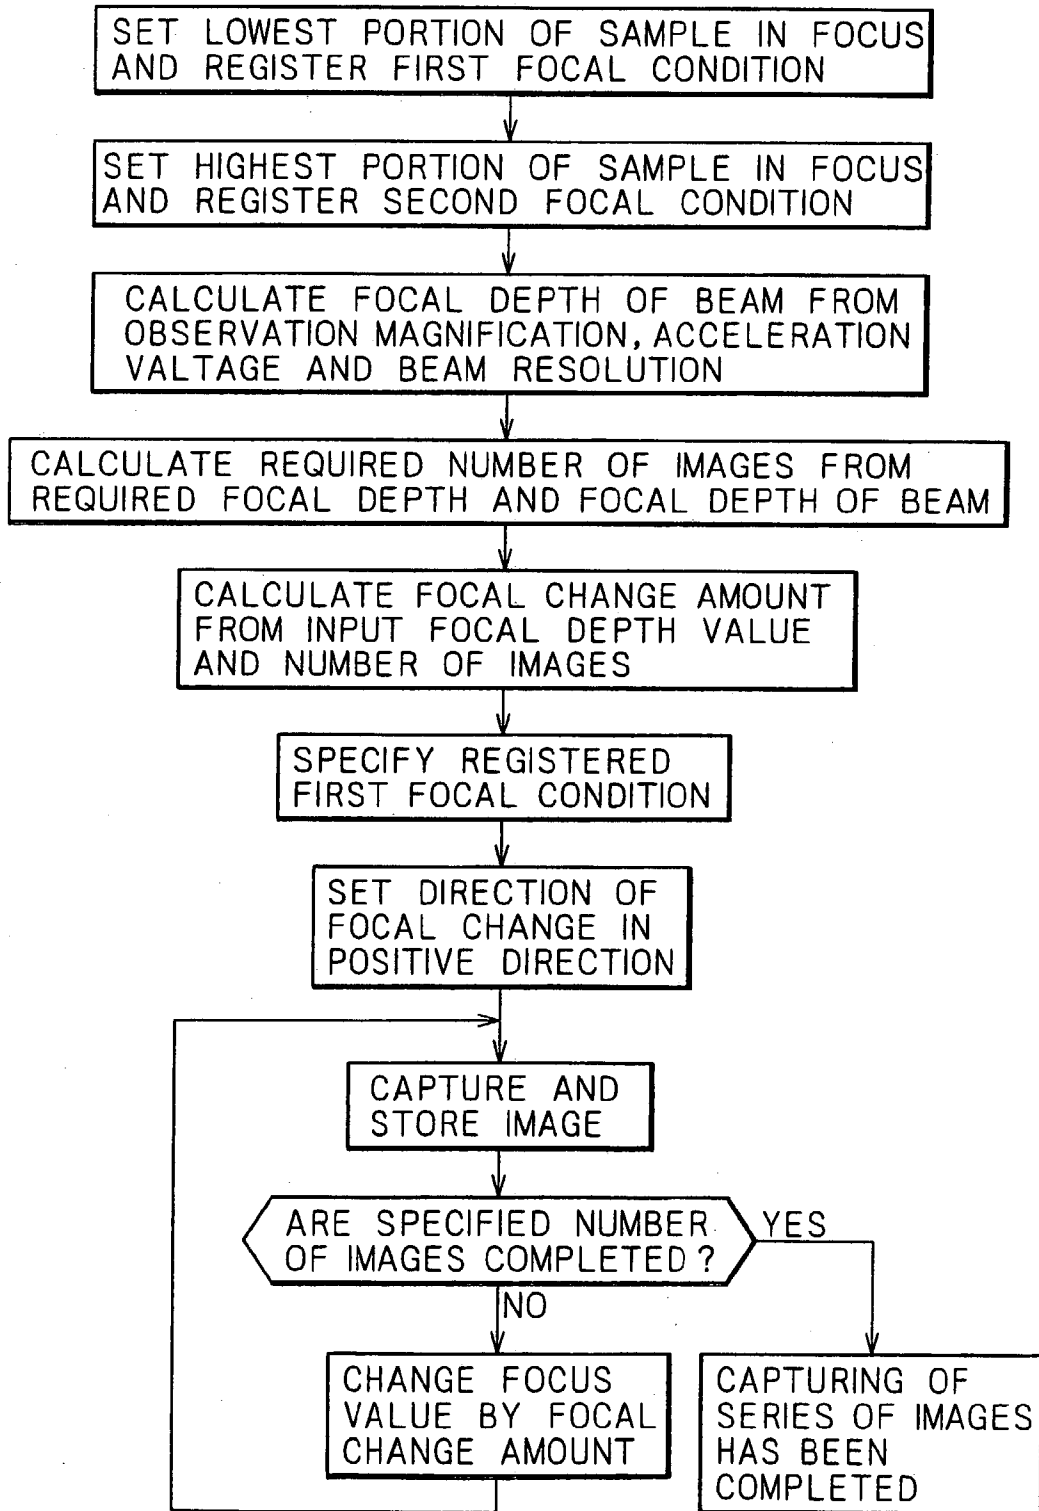 SET LOWEST PORTION OF SAMPLE IN FOCUS
AND REGISTER FIRST FOCAL CONDITION
SET HIGHEST PORTION OF SAMPLE IN FOCUS
AND REGISTER SECOND FOCAL CONDITION
CALCULATE FOCAL DEPTH OF BEAM FROM
OBSERVATION MAGNIFICATION, ACCELERATION
VALTAGE AND BEAM RESOLUTION
CALCULATE REQUIRED NUMBER OF IMAGES FROM
REQUIRED FOCAL DEPTH AND FOCAL DEPTH OF BEAM
CALCULATE FOCAL CHANGE AMOUNT
FROM INPUT FOCAL DEPTH VALUE
AND NUMBER OF IMAGES
SPECIFY REGISTERED
FIRST FOCAL CONDITION
SET DIRECTION OF
FOCAL CHANGE IN
POSITIVE DIRECTION
CAPTURE AND
STORE IMAGE
ARE SPECIFIED NUMBER
OF IMAGES COMPLETED?
YES
NO
CHANGE FOCUS
VALUE BY FOCAL
CHANGE AMOUNT
CAPTURING OF
SERIES OF IMAGES
HAS BEEN
COMPLETED